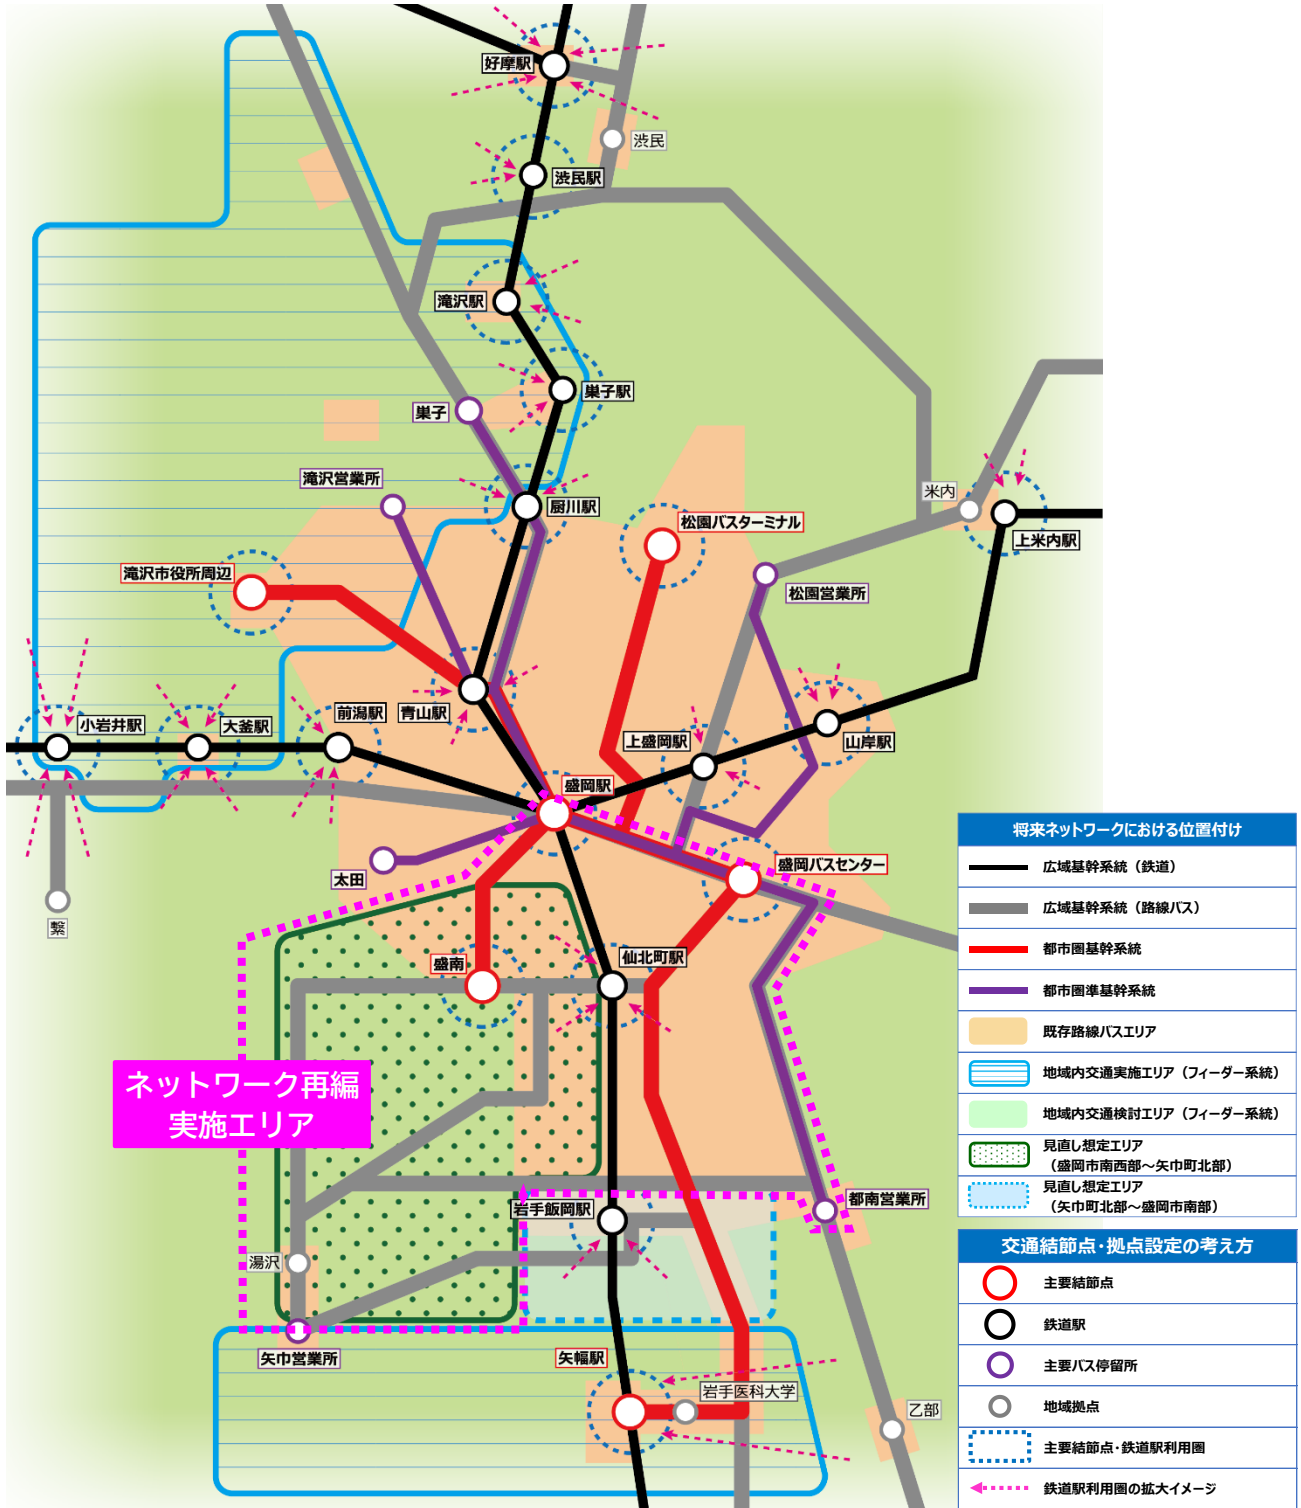 好摩駅
渋民
渋民駅
滝沢駅
巣子駅
巣子
滝沢営業所
厨川駅
松園バスターミナル
米内
上米内駅
滝沢市役所周辺
松園営業所
小岩井駅
大釜駅
前潟駅
青山駅
上盛岡駅
山岸駅
盛岡駅
盛岡バスセンター
太田
繋
盛南
仙北町駅
ネットワーク再編
実施エリア
都南営業所
岩手飯岡駅
湯沢
矢巾営業所
矢幅駅
岩手医科大学
乙部
将来ネットワークにおける位置付け
広域基幹系統（鉄道）
広域基幹系統（路線バス）
都市圏基幹系統
都市圏準基幹系統
既存路線バスエリア
地域内交通実施エリア（フィーダー系統）
地域内交通検討エリア（フィーダー系統）
見直し想定エリア
（盛岡市南西部～矢巾町北部）
見直し想定エリア
（矢巾町北部～盛岡市南部）
交通結節点・拠点設定の考え方
主要結節点
鉄道駅
主要バス停留所
地域拠点
主要結節点・鉄道駅利用圏
鉄道駅利用圏の拡大イメージ